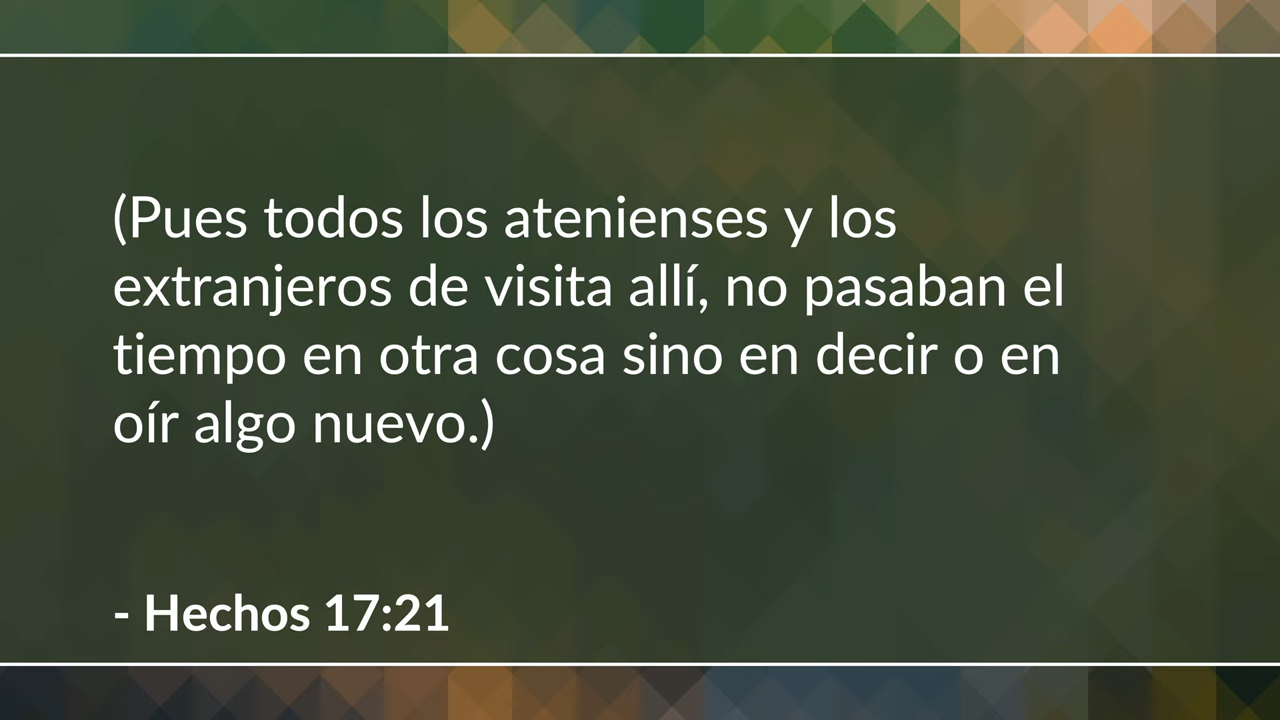 (Pues todos los atenienses y los
extranjeros de visita allí, no pasaban el
tiempo en otra cosa sino en decir o en
oír algo nuevo.)
- Hechos 17:21